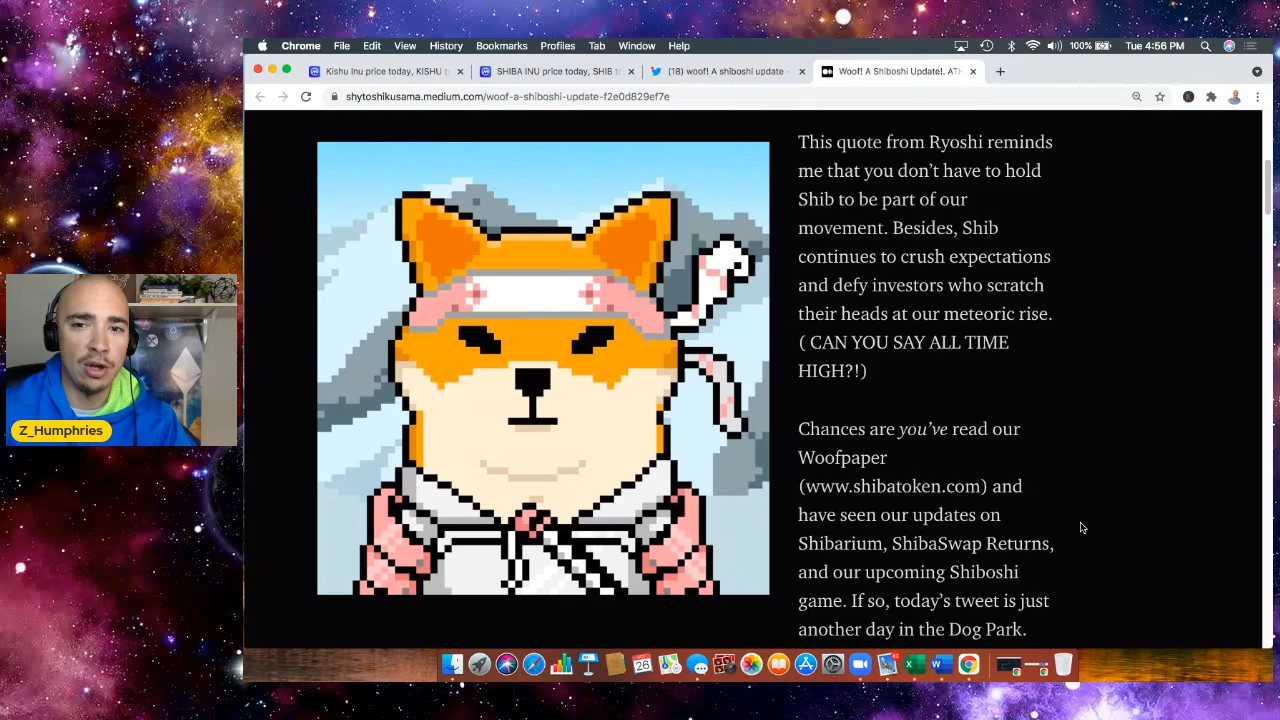 Chrome File Edit View History Bookmarks Profiles Tab Window Help 100% Tue 4:56 PM
Kishu Inu price today, KISHU t
SHIBA INU price today, SHIB to
(18) woof! A shiboshi update -
Woof! A Shiboshi Update!. ATH
shytoshikusama.medium.com/woof-a-shiboshi-update-f2e0d829ef7e
This quote from Ryoshi reminds
me that you don’t have to hold
Shib to be part of our
movement. Besides, Shib
continues to crush expectations
and defy investors who scratch
their heads at our meteoric rise.
( CAN YOU SAY ALL TIME
HIGH?!)
Chances are you’ve read our
Woofpaper
(www.shibatoken.com) and
have seen our updates on
Shibarium, ShibaSwap Returns,
and our upcoming Shiboshi
game. If so, today’s tweet is just
another day in the Dog Park.
Z_Humphries
26